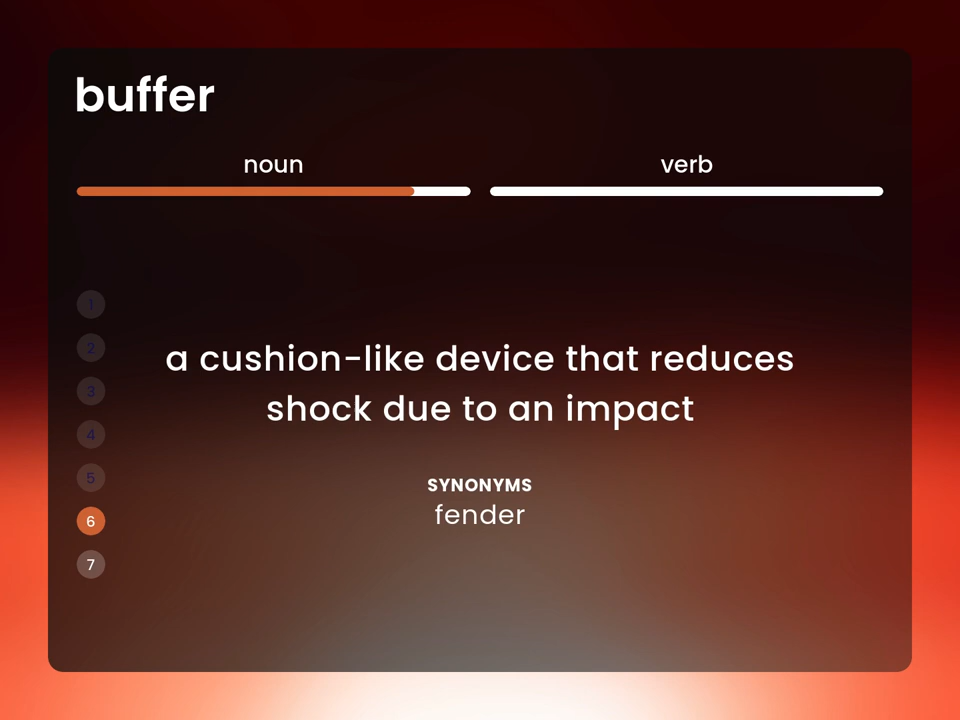 buffer
noun
verb
1
2
3
4
5
6
7
a cushion-like device that reduces
shock due to an impact
SYNONYMS
fender